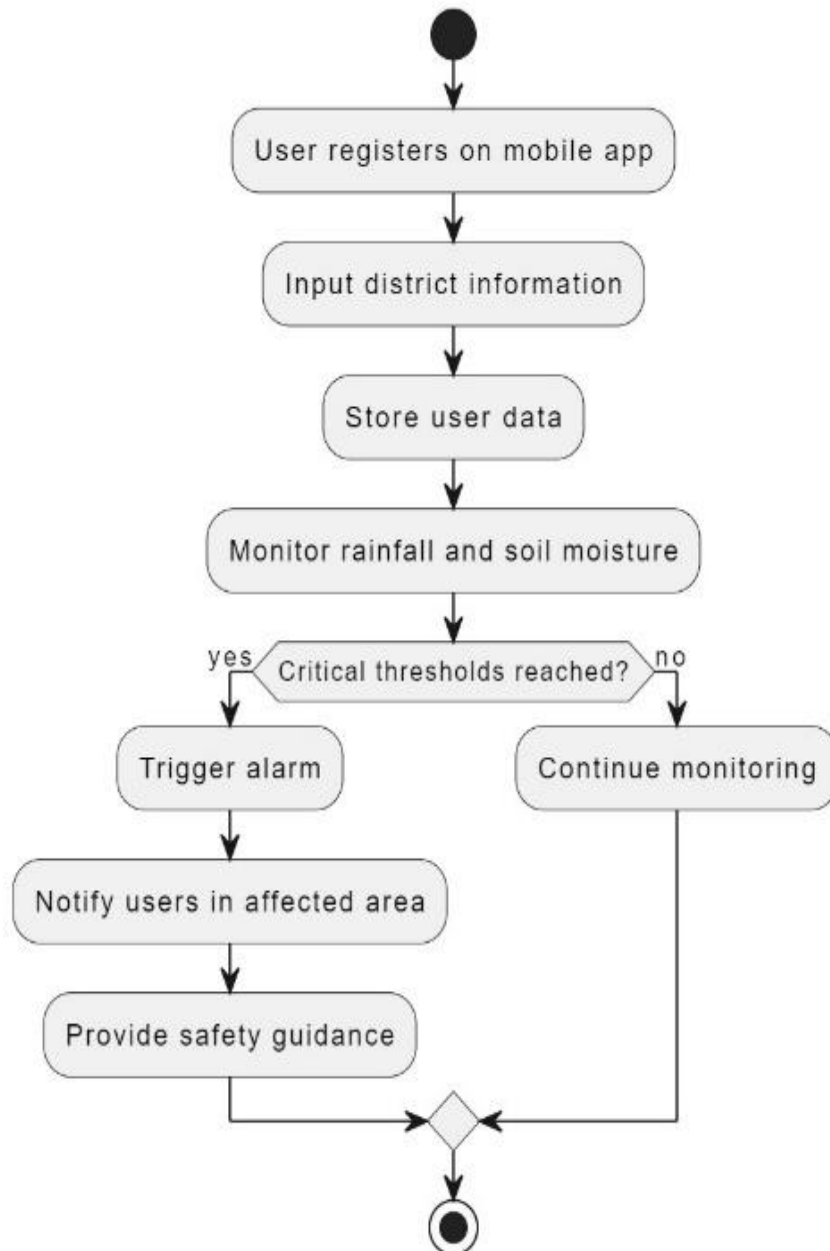 User registers on mobile app
Input district information
Store user data
Monitor rainfall and soil moisture
yes
Critical thresholds reached?
no
Trigger alarm
Continue monitoring
Notify users in affected area
Provide safety guidance